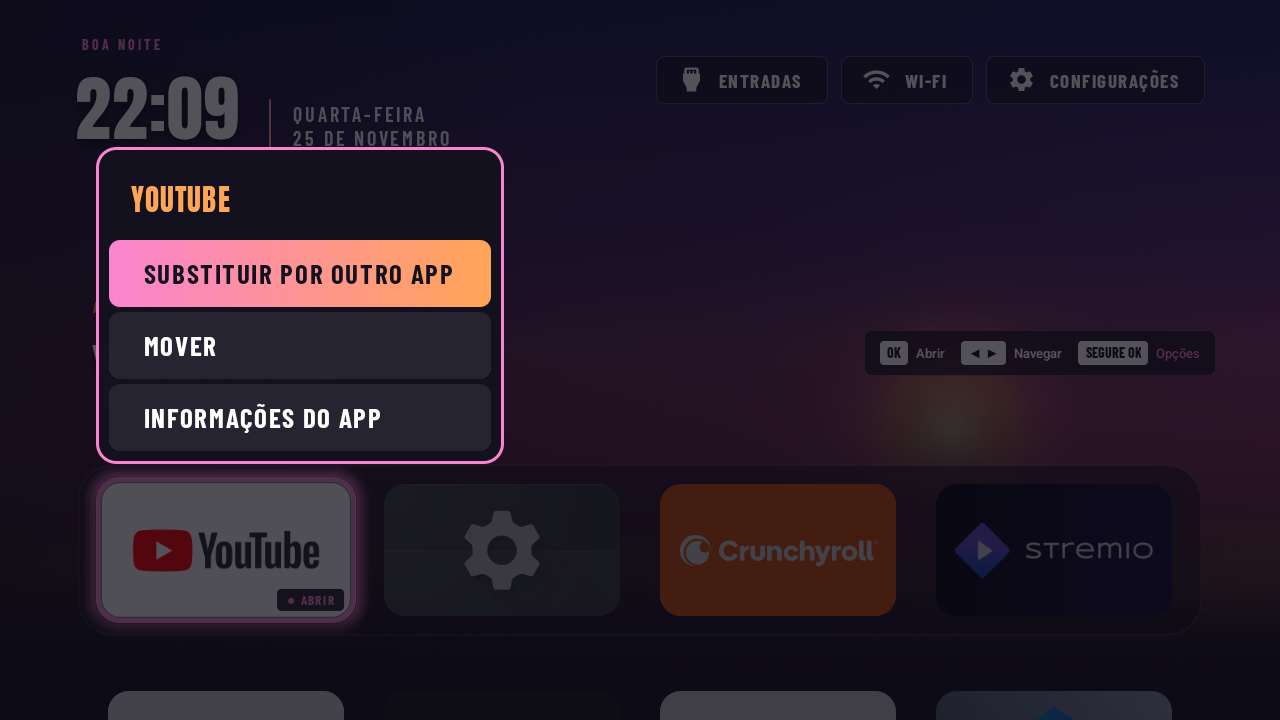 BOA NOITE
22:09
QUARTA-FEIRA
25 DE NOVEMBRO
ENTRADAS
WI-FI
CONFIGURAÇÕES
YOUTUBE
SUBSTITUIR POR OUTRO APP
MOVER
INFORMAÇÕES DO APP
OK Abrir ◄ ► Navegar SEGURE OK Opções
YouTube
ABRIR
Crunchyroll
STREMIO